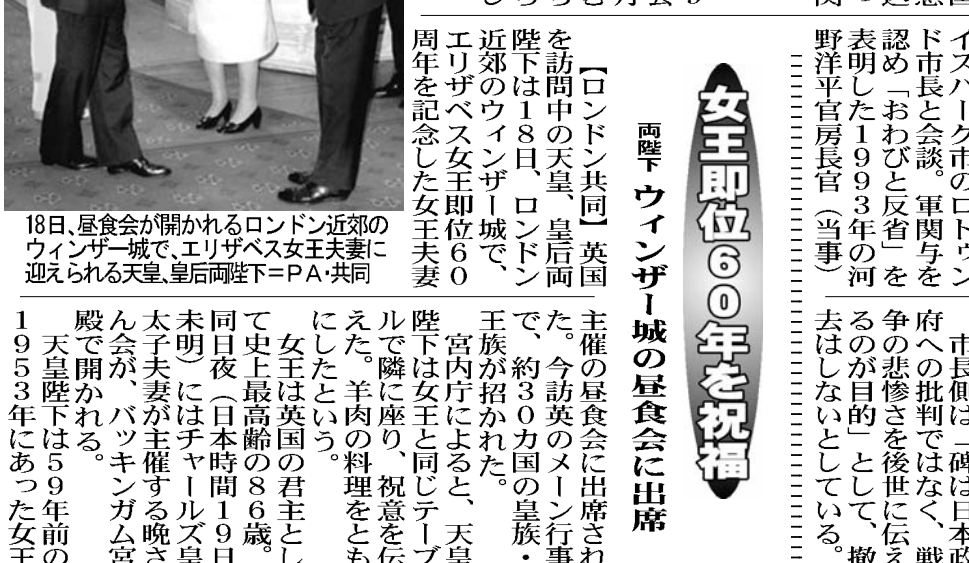 イスパーク市のロトウン
ド市長と会談。軍関与を
認め「おわびと反省」を
表明した1993年の河
野洋平官房長官（当事）
市長側は「碑は日本政
府への批判ではなく、戦
争の悲惨さを後世に伝え
るのが目的」として、撤
去はしないとしている。
女王即位60年を祝福
両陛下 ウィンザー城の昼食会に出席
【ロンドン共同】英国
を訪問中の天皇、皇后両
陛下は18日、ロンドン
近郊のウィンザー城で、
エリザベス女王即位60
周年を記念した女王夫妻
主催の昼食会に出席され
た。今訪英のメーン行事
で、約30カ国の皇族・
王族が招かれた。
宮内庁によると、天皇
陛下は女王と同じテーブ
ルで隣に座り、祝意を伝
えた。羊肉の料理をとも
にしたという。
女王は英国の君主とし
て史上最高齢の86歳。
同日夜（日本時間19日
未明）にはチャールズ皇
太子夫妻が主催する晩さ
ん会が、バッキンガム宮
殿で開かれる。
天皇陛下は59年前の
1953年にあった女王
18日、昼食会が開かれるロンドン近郊の
ウィンザー城で、エリザベス女王夫妻に
迎えられる天皇、皇后両陛下＝ＰＡ・共同